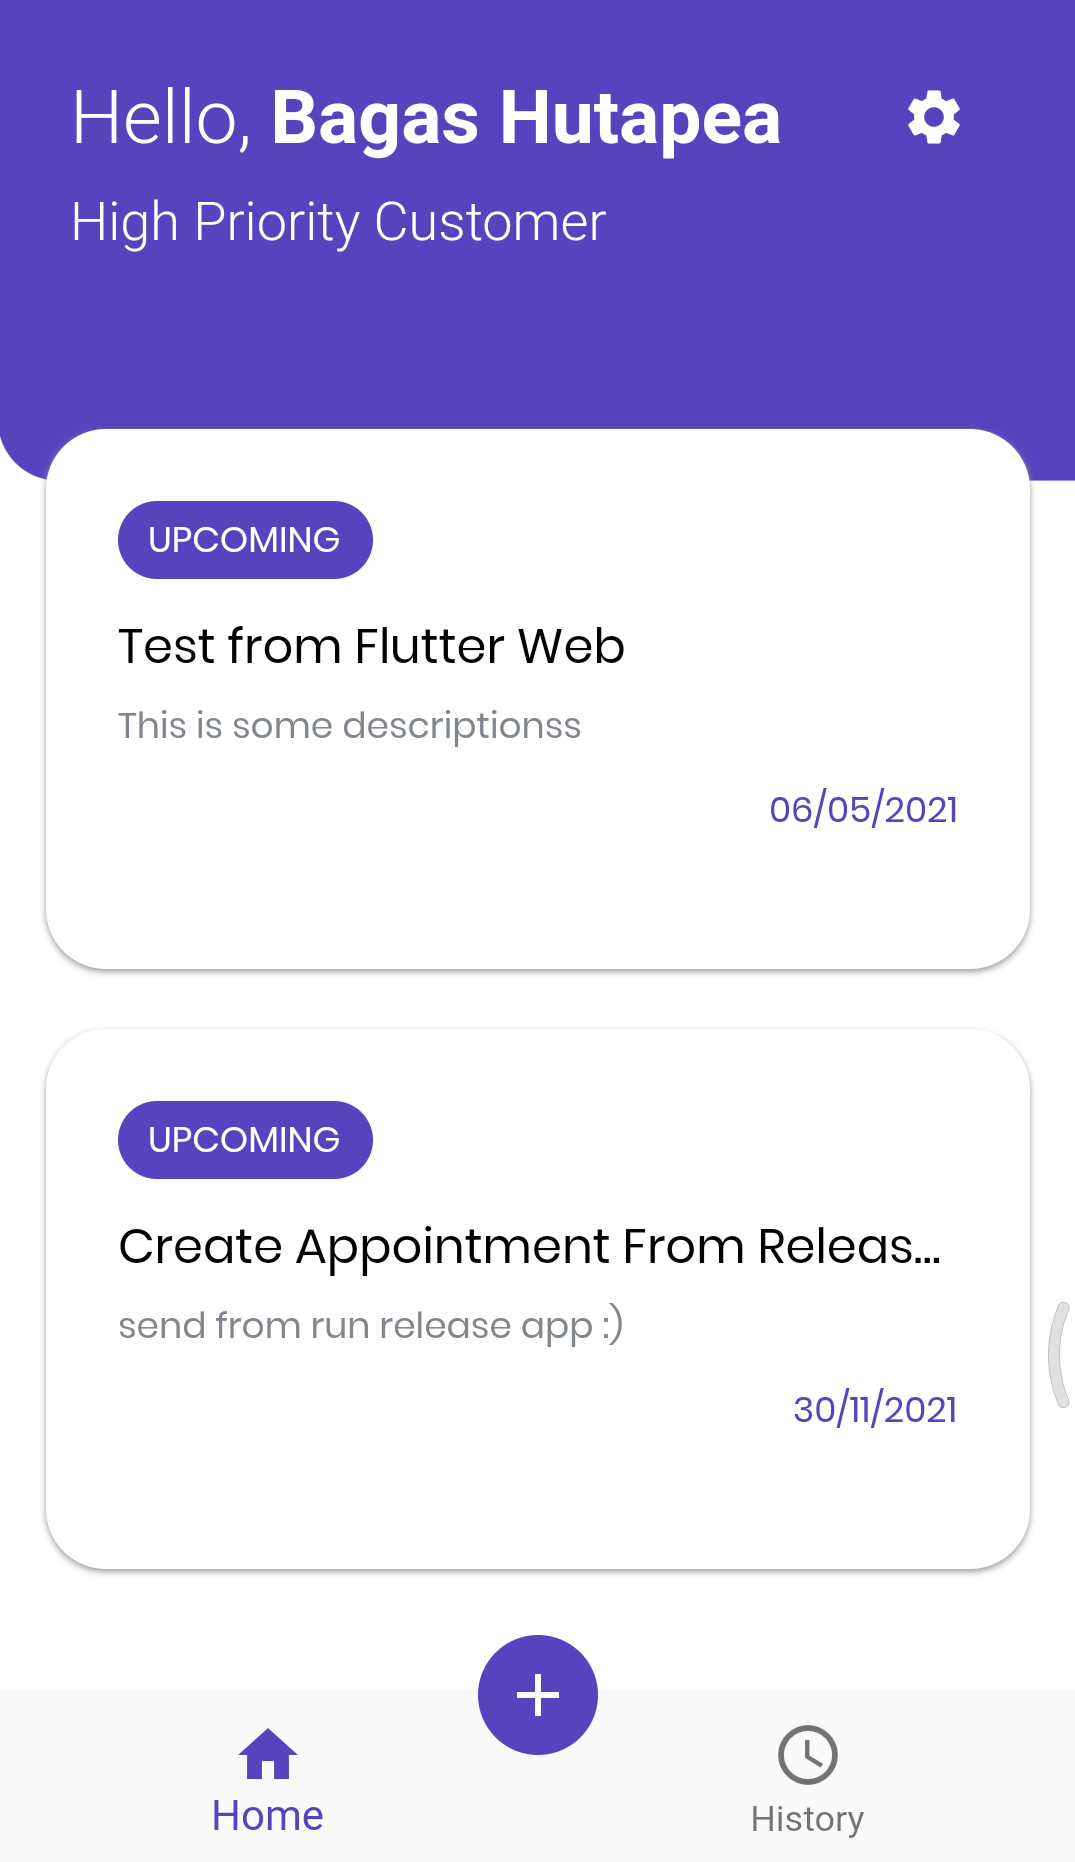 Hello, Bagas Hutapea
High Priority Customer
UPCOMING
Test from Flutter Web
This is some descriptionss
06/05/2021
UPCOMING
Create Appointment From Releas...
send from run release app :)
30/11/2021
Home
History